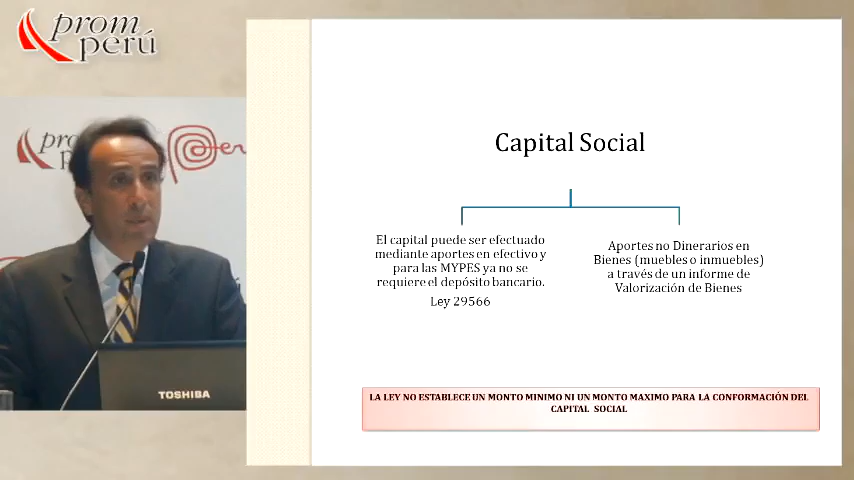 prom
perú
Capital Social
El capital puede ser efectuado
mediante aportes en efectivo y
para las MYPES ya no se
requiere el depósito bancario.
Ley 29566
Aportes no Dinerarios en
Bienes (muebles o inmuebles)
a través de un informe de
Valorización de Bienes
LA LEY NO ESTABLECE UN MONTO MINIMO NI UN MONTO MAXIMO PARA LA CONFORMACIÓN DEL
CAPITAL SOCIAL
TOSHIBA